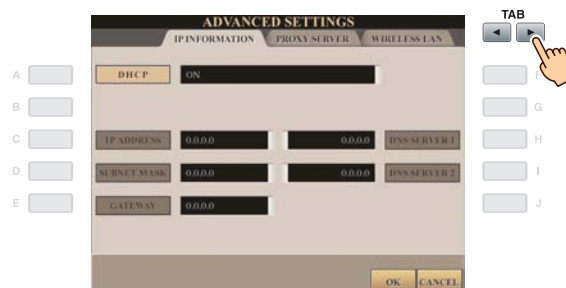 ADVANCED SETTINGS
TAB
IP INFORMATION PROXY SERVER WIRELESS LAN
A DHCP ON F
B G
C IP ADDRESS 0.0.0.0 0.0.0.0 DNS SERVER 1 H
D SUBNET MASK 0.0.0.0 0.0.0.0 DNS SERVER 2 I
E GATEWAY 0.0.0.0 J
OK CANCEL